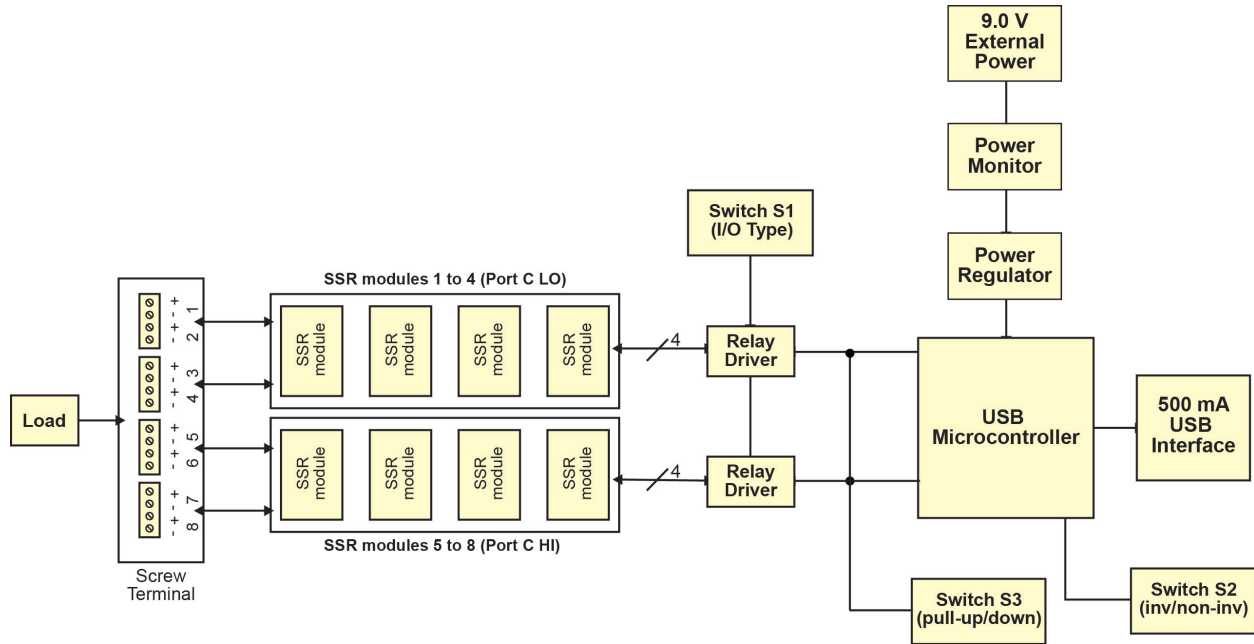 9.0 V
External
Power
Power
Monitor
Switch S1
(I/O Type)
Power
Regulator
SSR modules 1 to 4 (Port C LO)
- + - +
2 1
SSR
module
SSR
module
SSR
module
SSR
module
4
Relay
Driver
- + - +
4 3
Load
USB
Microcontroller
500 mA
USB
Interface
- + - +
6 5
SSR
module
SSR
module
SSR
module
SSR
module
4
Relay
Driver
- + - +
8 7
SSR modules 5 to 8 (Port C HI)
Screw
Terminal
Switch S3
(pull-up/down)
Switch S2
(inv/non-inv)